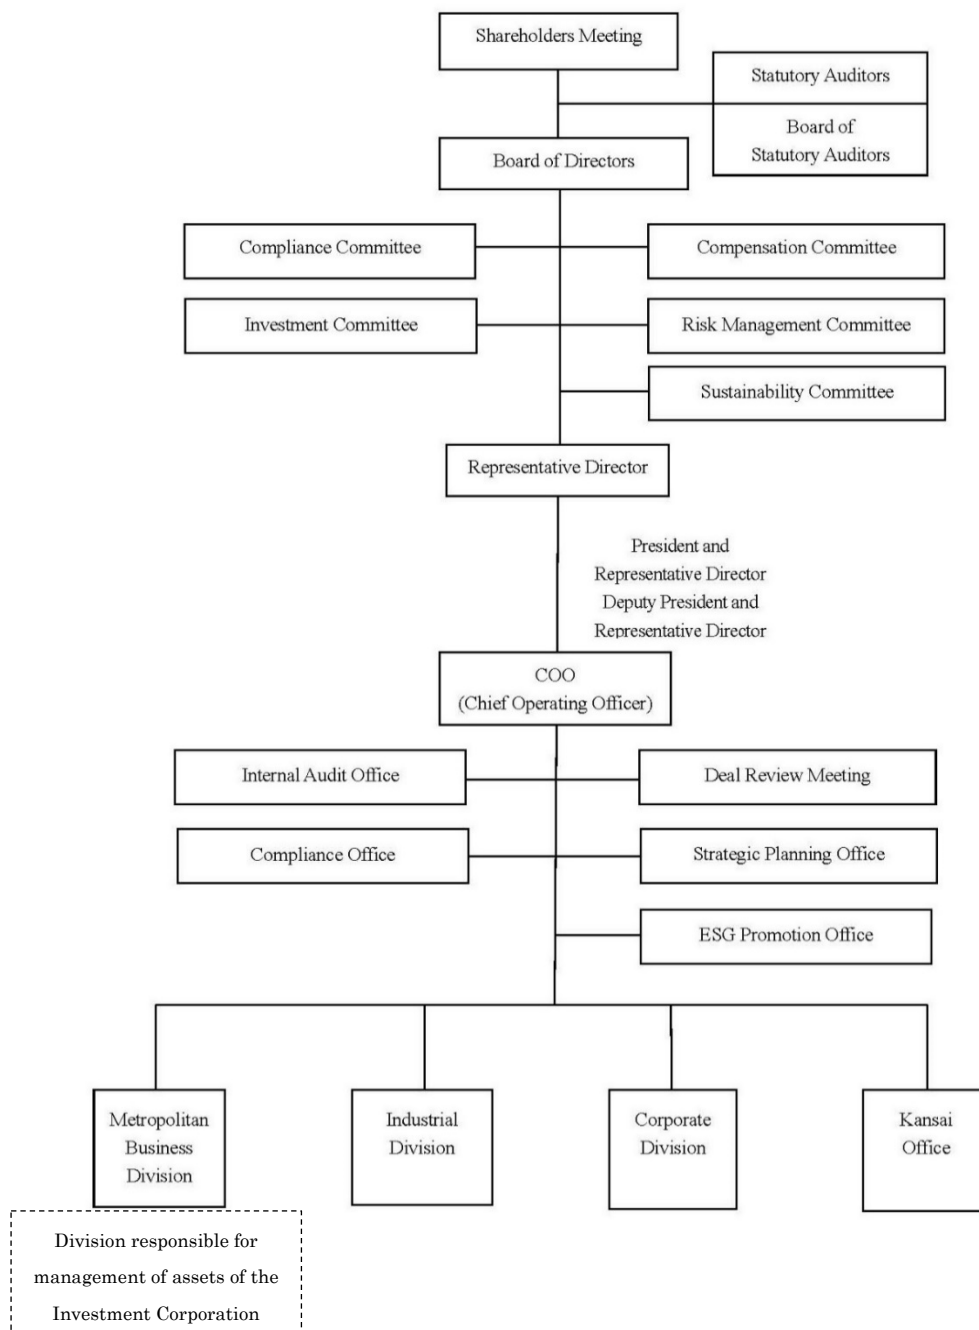 Shareholders Meeting
Statutory Auditors
Board of
Statutory Auditors
Board of Directors
Compliance Committee
Compensation Committee
Investment Committee
Risk Management Committee
Sustainability Committee
Representative Director
President and
Representative Director
Deputy President and
Representative Director
COO
(Chief Operating Officer)
Internal Audit Office
Deal Review Meeting
Compliance Office
Strategic Planning Office
ESG Promotion Office
Metropolitan
Business
Division
Industrial
Division
Corporate
Division
Kansai
Office
Division responsible for
management of assets of the
Investment Corporation